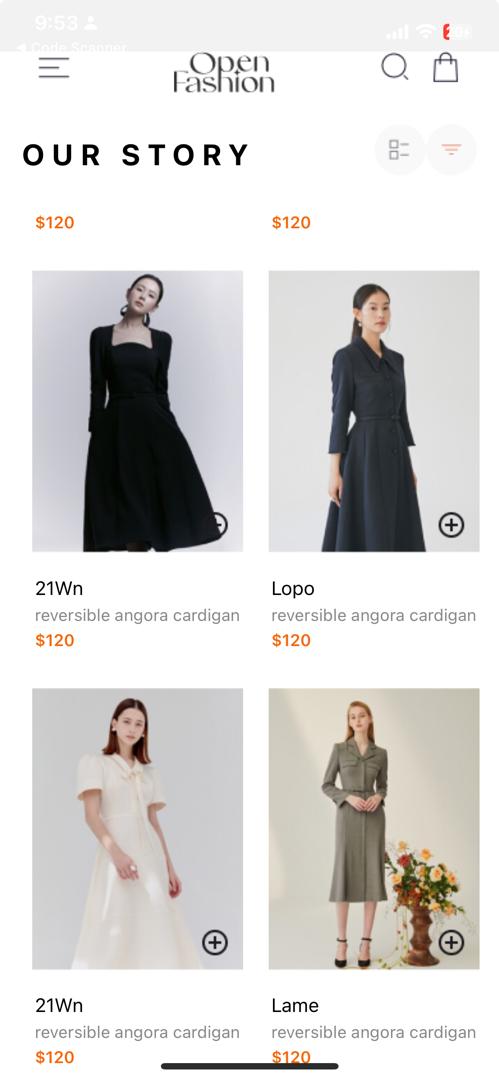 9:53
◀ Code Scanner
Open
Fashion
OUR STORY
$120 $120
21Wn Lopo
reversible angora cardigan reversible angora cardigan
$120 $120
21Wn Lame
reversible angora cardigan reversible angora cardigan
$120 $120